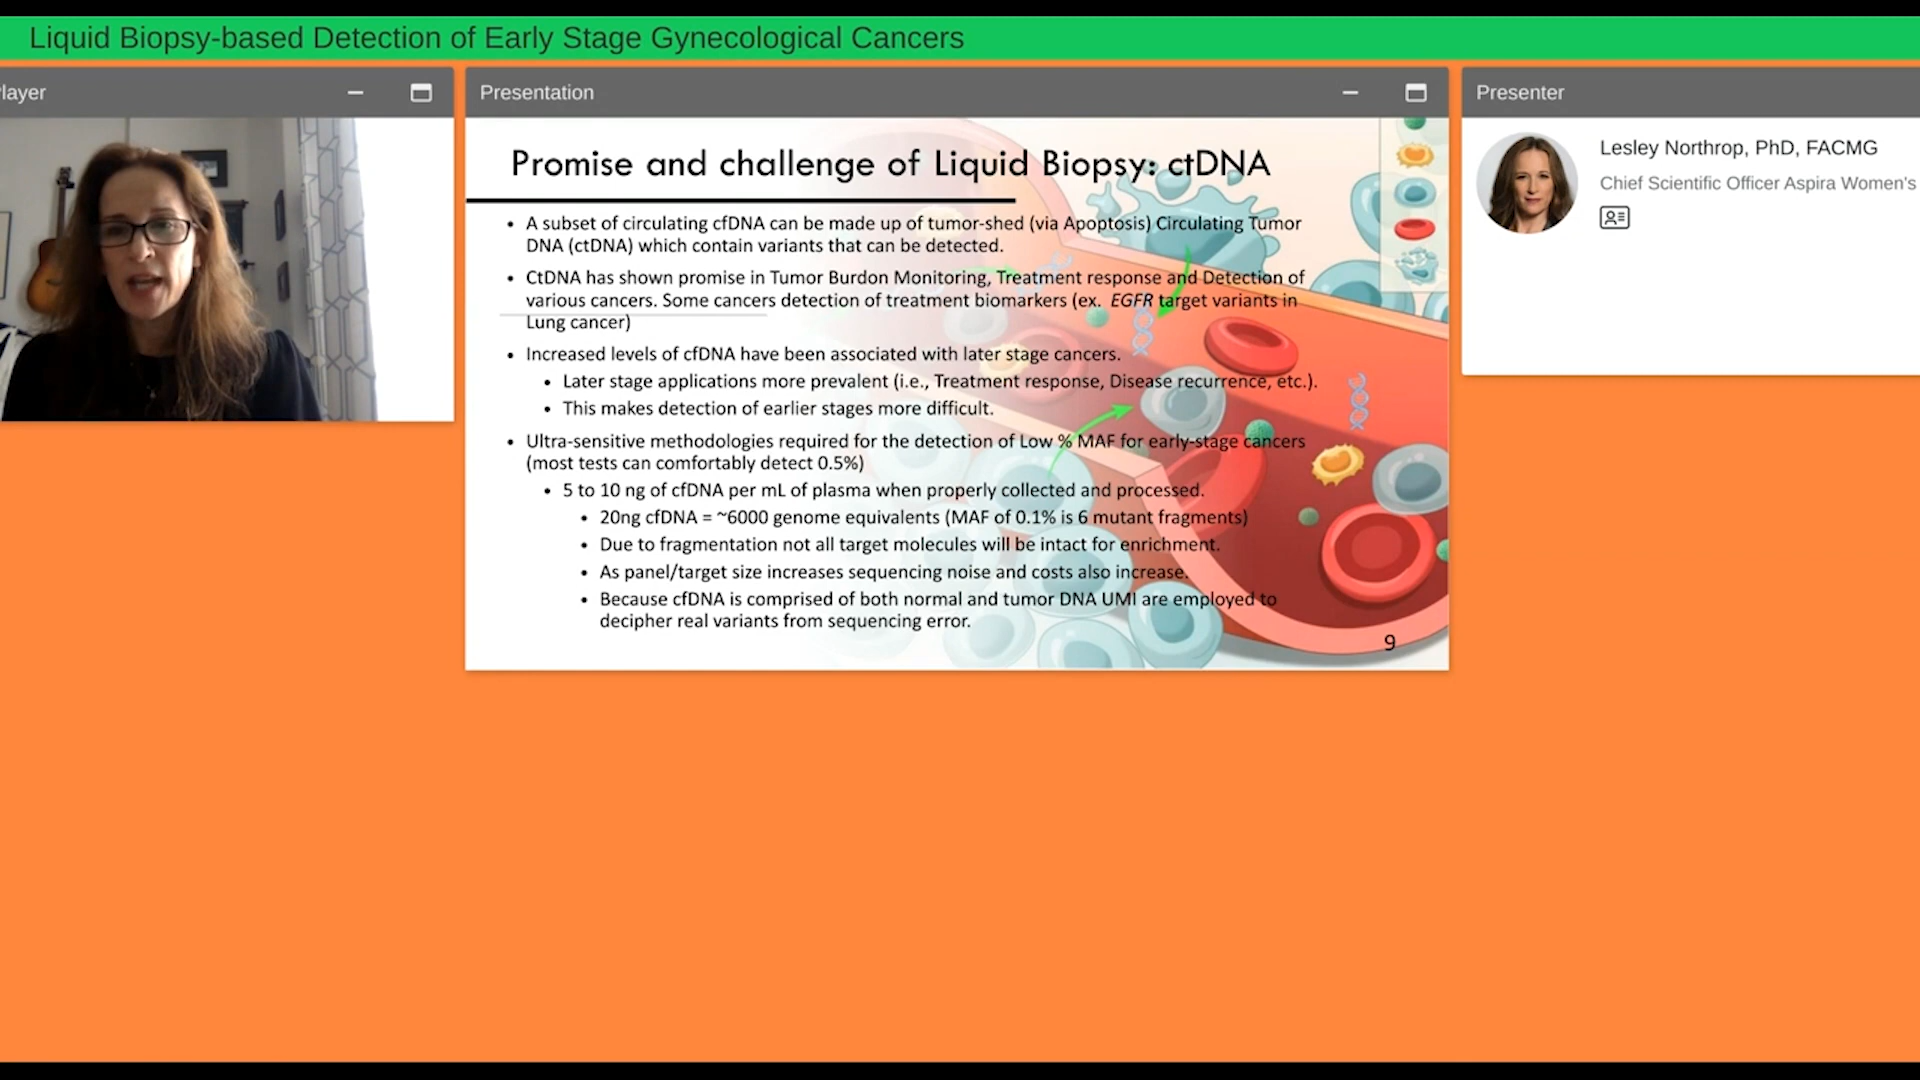 Liquid Biopsy-based Detection of Early Stage Gynecological Cancers
layer
Presentation
Presenter
Lesley Northrop, PhD, FACMG
Chief Scientific Officer Aspira Women's
Promise and challenge of Liquid Biopsy: ctDNA
• A subset of circulating cfDNA can be made up of tumor-shed (via Apoptosis) Circulating Tumor
DNA (ctDNA) which contain variants that can be detected.
• CtDNA has shown promise in Tumor Burdon Monitoring, Treatment response and Detection of
various cancers. Some cancers detection of treatment biomarkers (ex. EGFR target variants in
Lung cancer)
• Increased levels of cfDNA have been associated with later stage cancers.
• Later stage applications more prevalent (i.e., Treatment response, Disease recurrence, etc.).
• This makes detection of earlier stages more difficult.
• Ultra-sensitive methodologies required for the detection of Low % MAF for early-stage cancers
(most tests can comfortably detect 0.5%)
• 5 to 10 ng of cfDNA per mL of plasma when properly collected and processed.
• 20ng cfDNA = ~6000 genome equivalents (MAF of 0.1% is 6 mutant fragments)
• Due to fragmentation not all target molecules will be intact for enrichment.
• As panel/target size increases sequencing noise and costs also increase.
• Because cfDNA is comprised of both normal and tumor DNA UMI are employed to
decipher real variants from sequencing error.
9